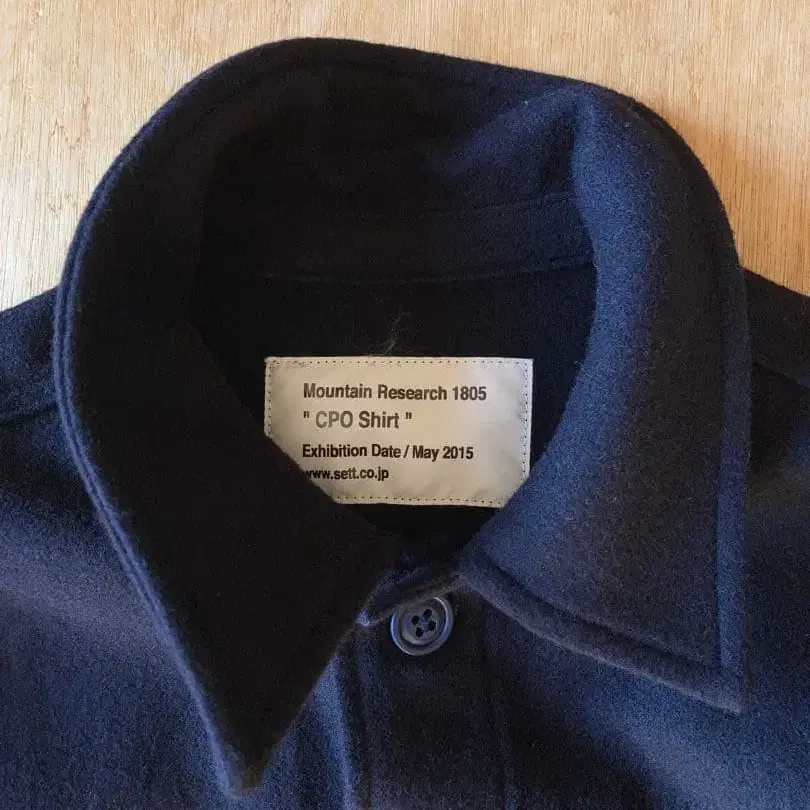 Mountain Research 1805
" CPO Shirt "
Exhibition Date / May 2015
www.sett.co.jp